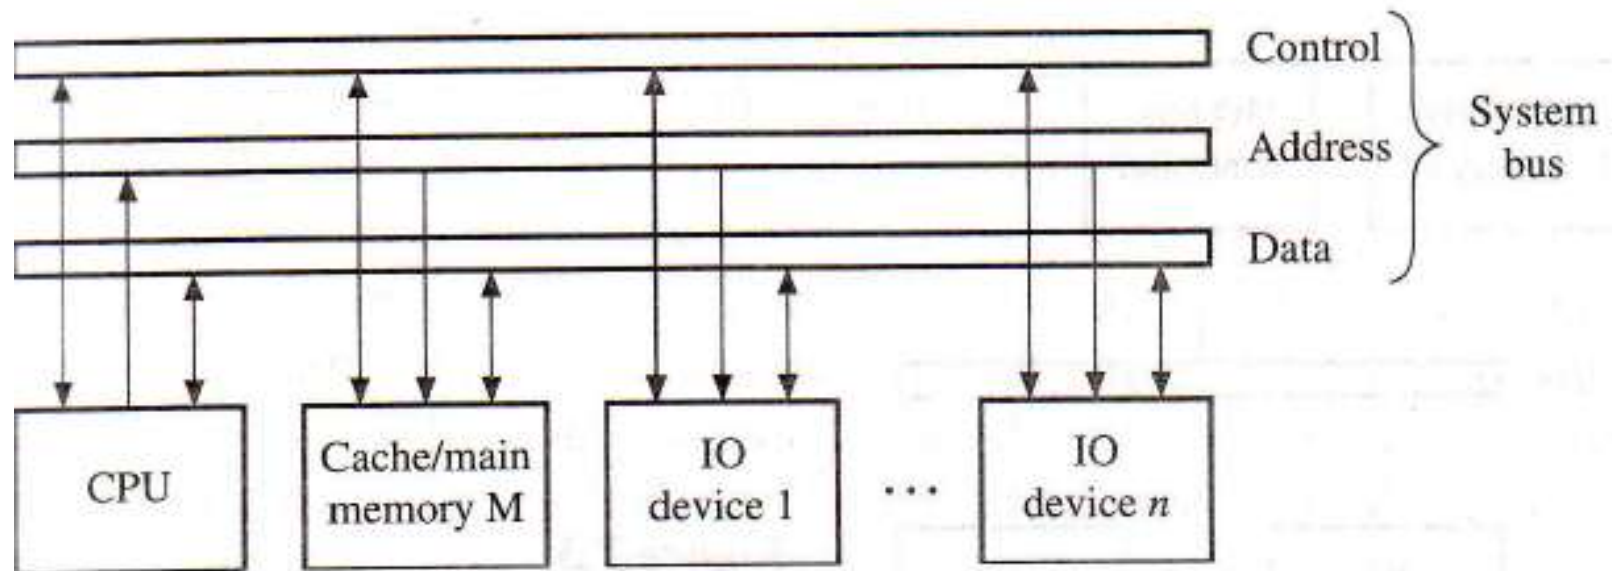 Control
Address
Data
System
bus
CPU
Cache/main
memory M
IO
device 1
...
IO
device n